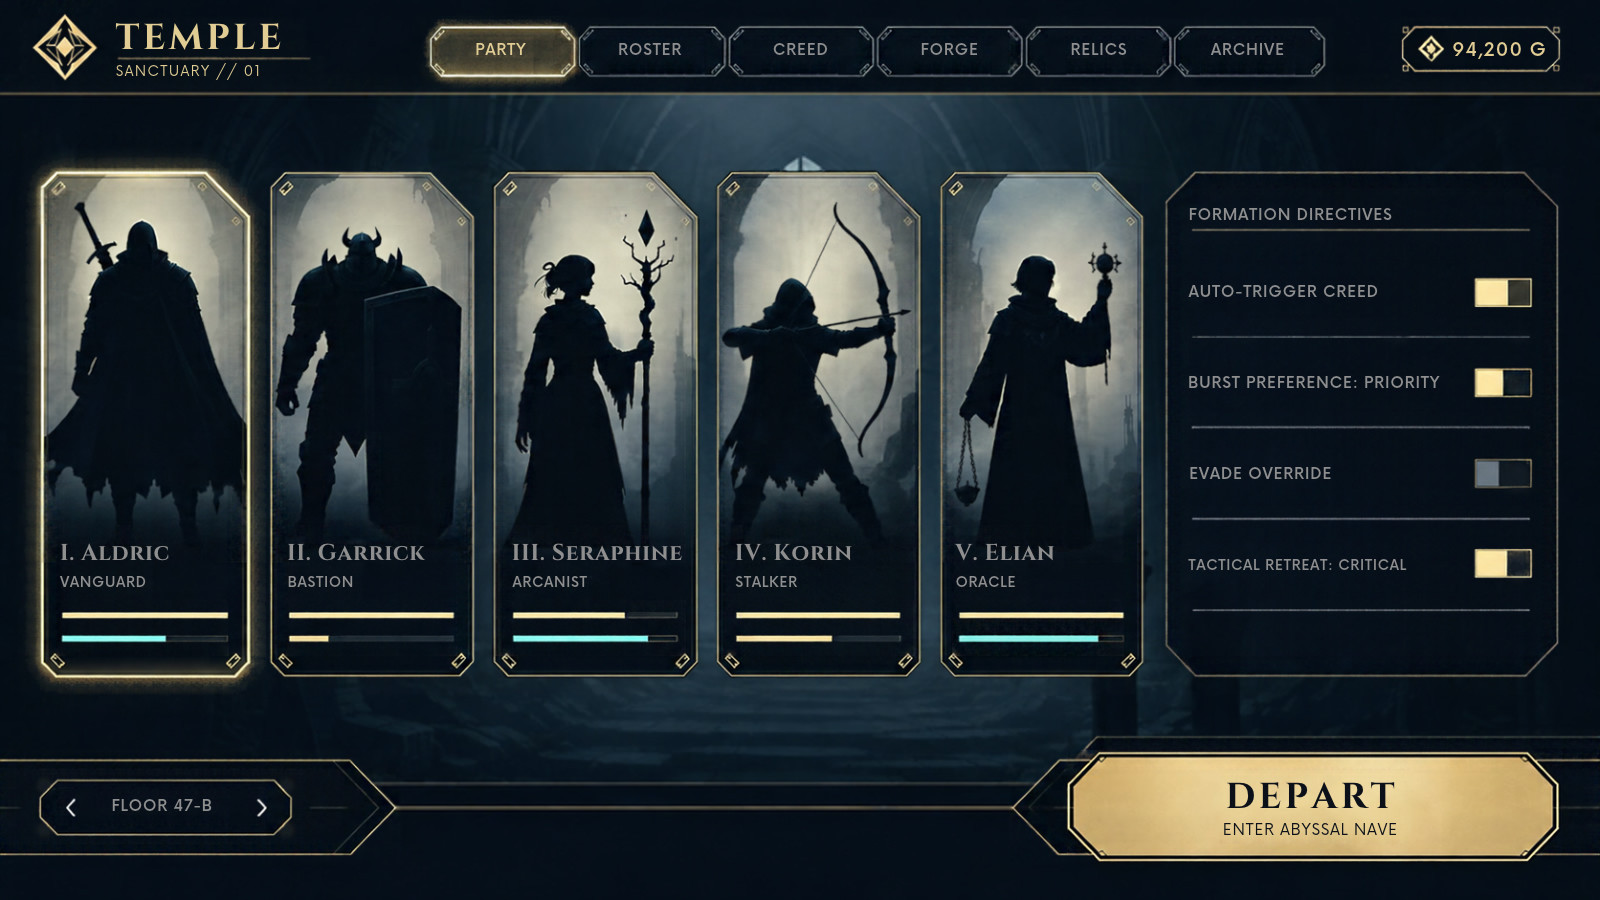 TEMPLE
SANCTUARY // 01
PARTY
ROSTER
CREED
FORGE
RELICS
ARCHIVE
94,200 G
I. ALDRIC
VANGUARD
II. GARRICK
BASTION
III. SERAPHINE
ARCANIST
IV. KORIN
STALKER
V. ELIAN
ORACLE
FORMATION DIRECTIVES
AUTO-TRIGGER CREED
BURST PREFERENCE: PRIORITY
EVADE OVERRIDE
TACTICAL RETREAT: CRITICAL
FLOOR 47-B
DEPART
ENTER ABYSSAL NAVE